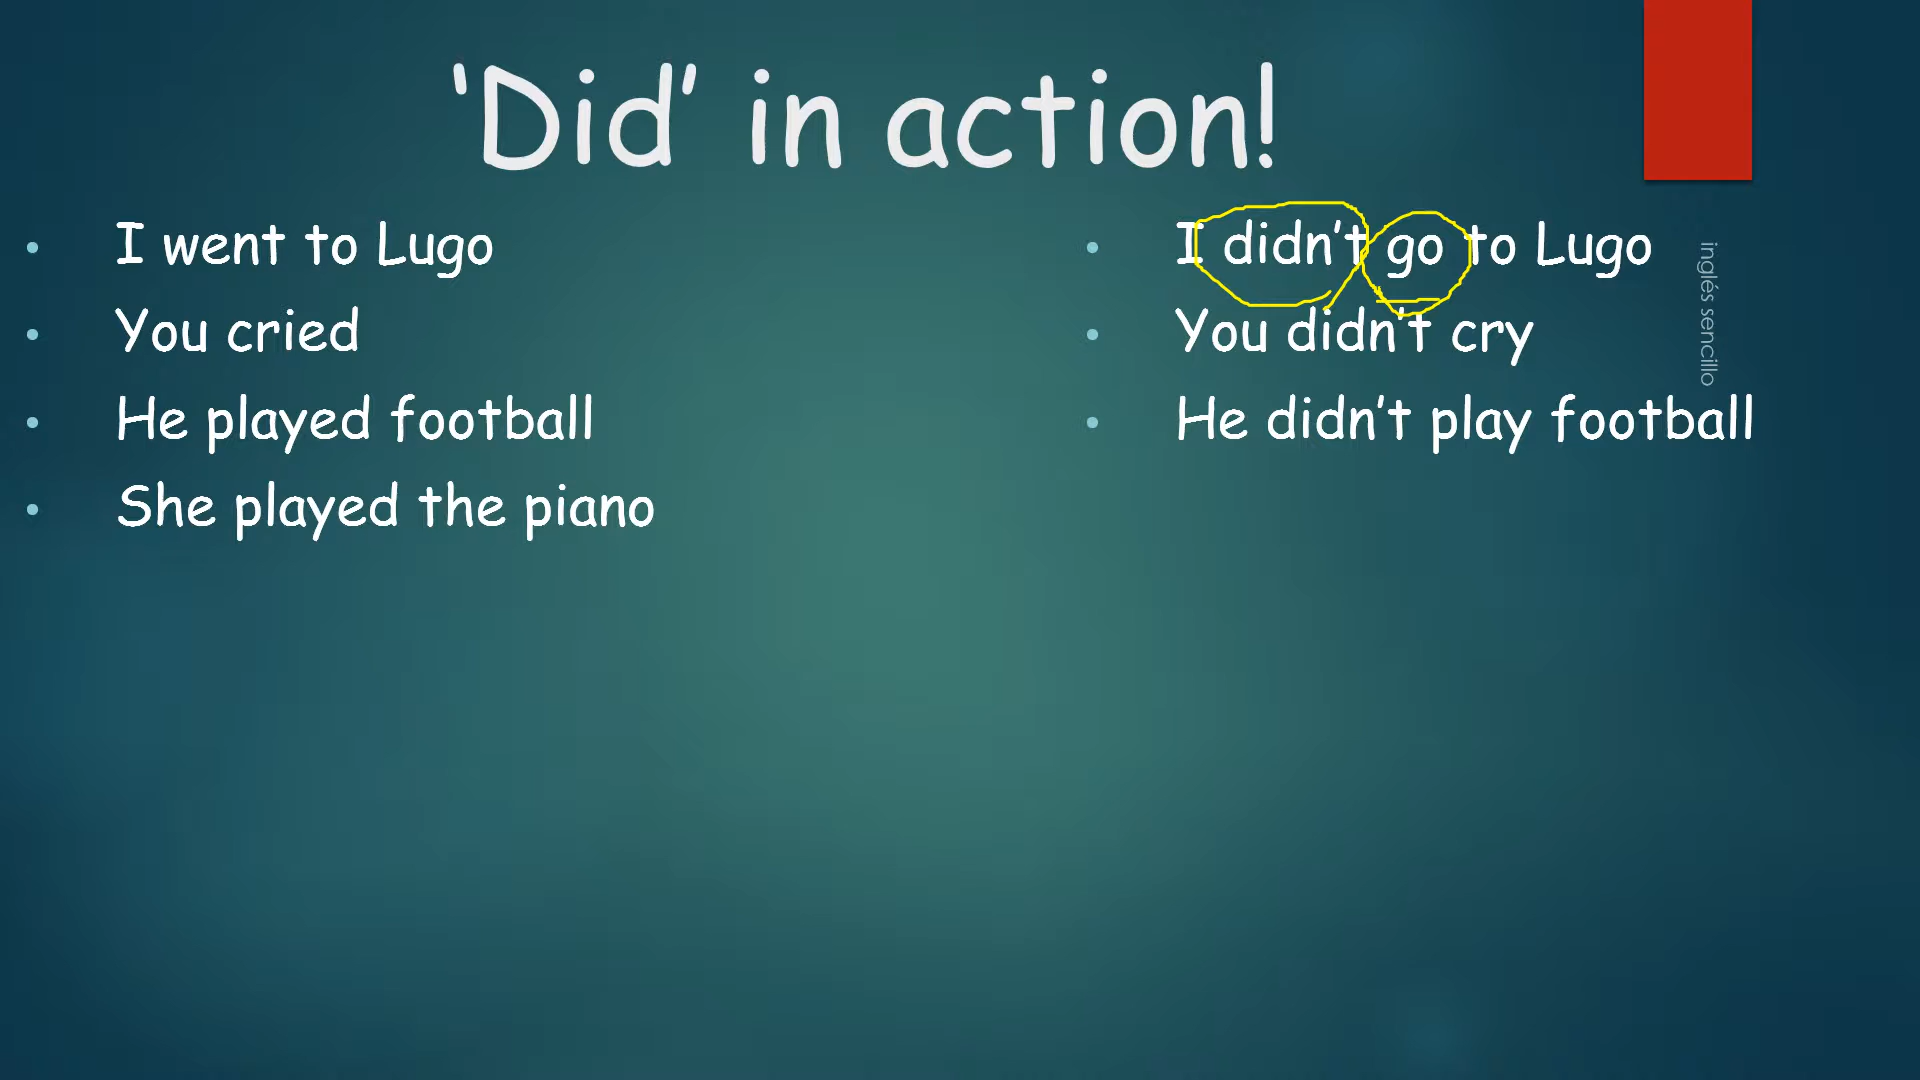 ‘Did’ in action!
• I went to Lugo
• You cried
• He played football
• She played the piano
• I didn’t go to Lugo
• You didn’t cry
• He didn’t play football
inglés sencillo